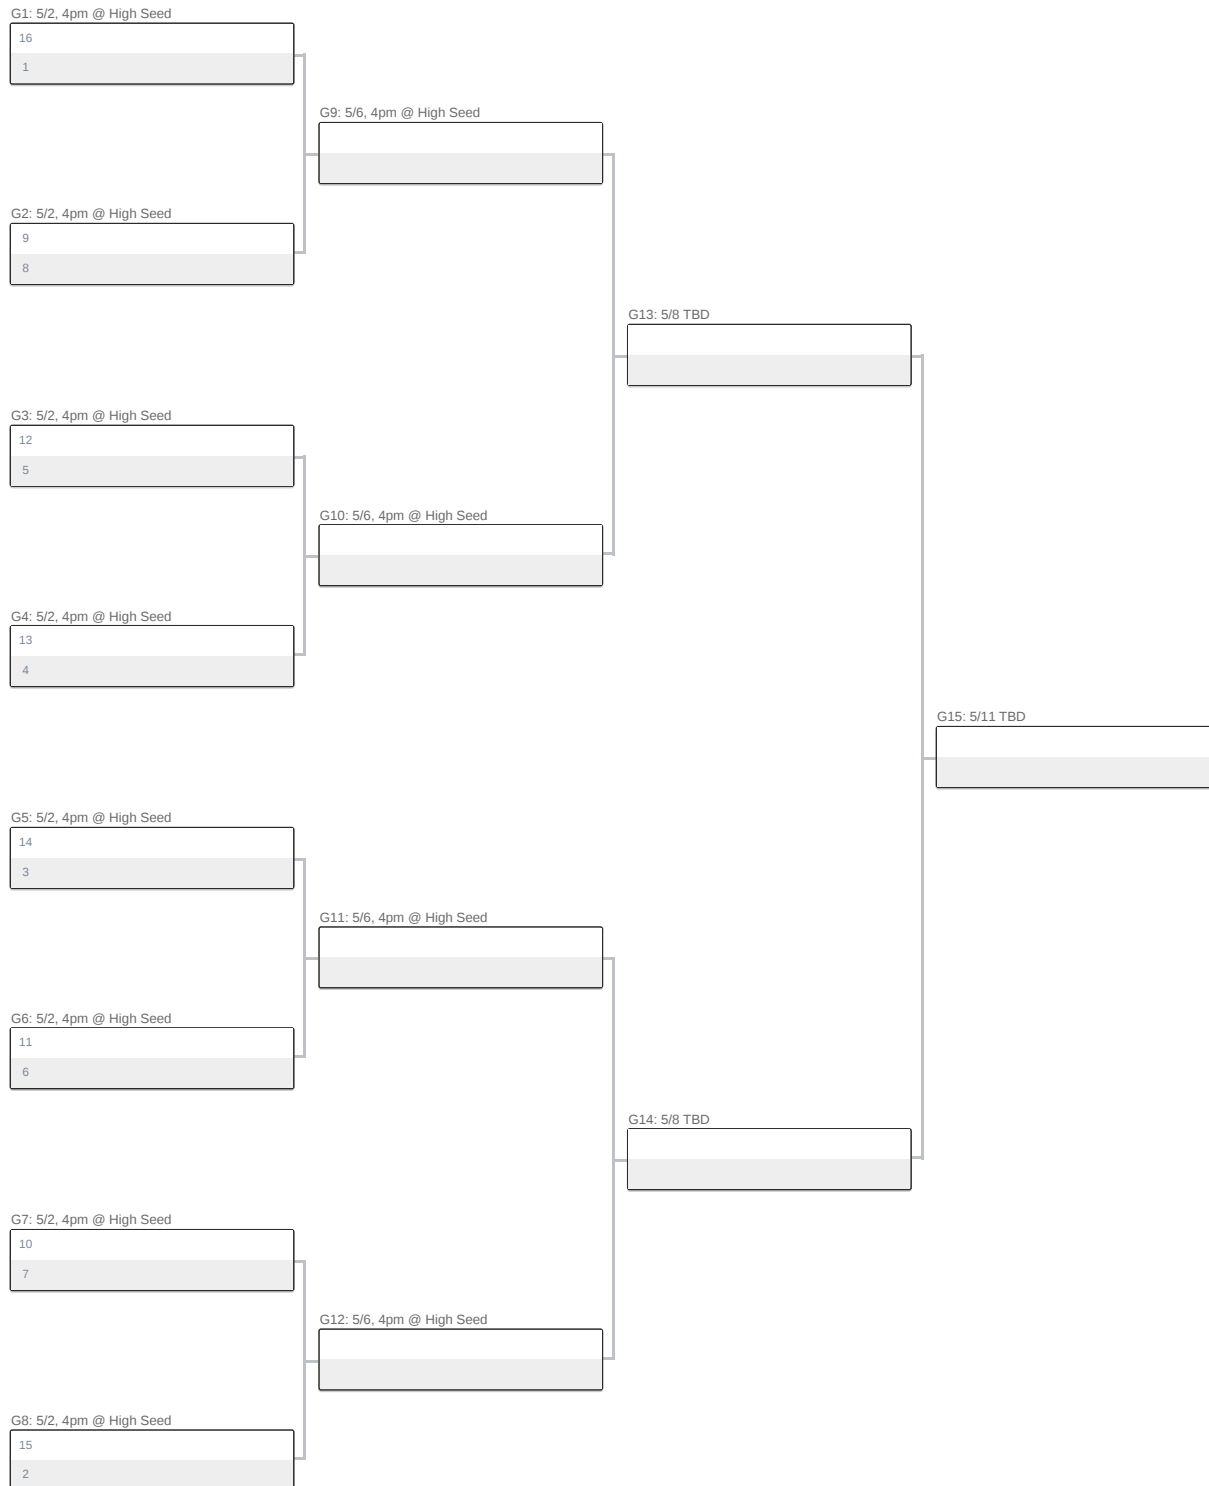 G1: 5/2, 4pm @ High Seed
16
1
G9: 5/6, 4pm @ High Seed
G2: 5/2, 4pm @ High Seed
9
8
G13: 5/8 TBD
G3: 5/2, 4pm @ High Seed
12
5
G10: 5/6, 4pm @ High Seed
G4: 5/2, 4pm @ High Seed
13
4
G15: 5/11 TBD
G5: 5/2, 4pm @ High Seed
14
3
G11: 5/6, 4pm @ High Seed
G6: 5/2, 4pm @ High Seed
11
6
G14: 5/8 TBD
G7: 5/2, 4pm @ High Seed
10
7
G12: 5/6, 4pm @ High Seed
G8: 5/2, 4pm @ High Seed
15
2